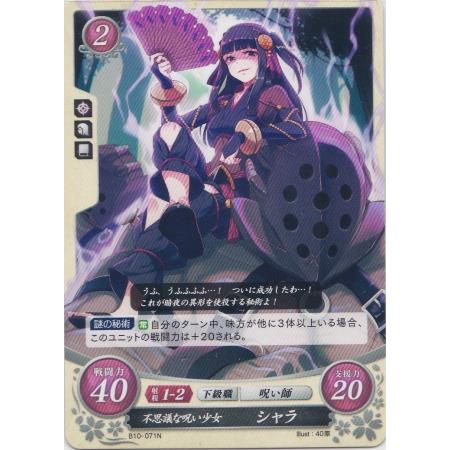 2
うふ、うふふふふ…！　ついに成功したわ…！
これが暗夜の異形を使役する秘術よ！
謎の秘術 常 自分のターン中、味方が他に３体以上いる場合、
このユニットの戦闘力は＋20される。
戦闘力 40
射程 1-2 下級職 呪い師
支援力 20
不思議な呪い少女 シャラ
B10-071N
Illust：40原